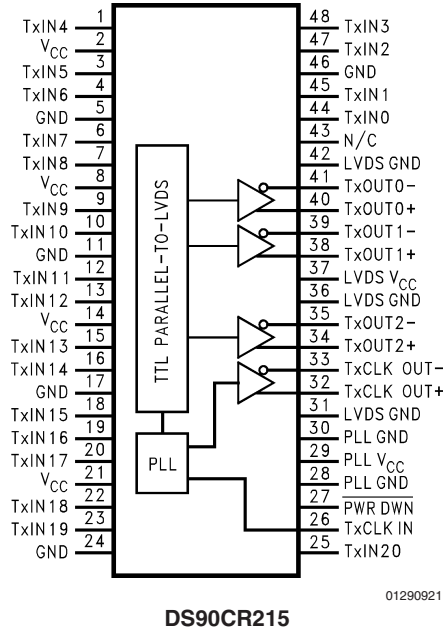 TxIN4 1
VCC 2
TxIN5 3
TxIN6 4
GND 5
TxIN7 6
TxIN8 7
VCC 8
TxIN9 9
TxIN10 10
GND 11
TxIN11 12
TxIN12 13
VCC 14
TxIN13 15
TxIN14 16
GND 17
TxIN15 18
TxIN16 19
TxIN17 20
VCC 21
TxIN18 22
TxIN19 23
GND 24
TTL PARALLEL-TO-LVDS
PLL
48 TxIN3
47 TxIN2
46 GND
45 TxIN1
44 TxIN0
43 N/C
42 LVDS GND
41 TxOUT0-
40 TxOUT0+
39 TxOUT1-
38 TxOUT1+
37 LVDS VCC
36 LVDS GND
35 TxOUT2-
34 TxOUT2+
33 TxCLK OUT-
32 TxCLK OUT+
31 LVDS GND
30 PLL GND
29 PLL VCC
28 PLL GND
27 PWR DWN
26 TxCLK IN
25 TxIN20
01290921
DS90CR215